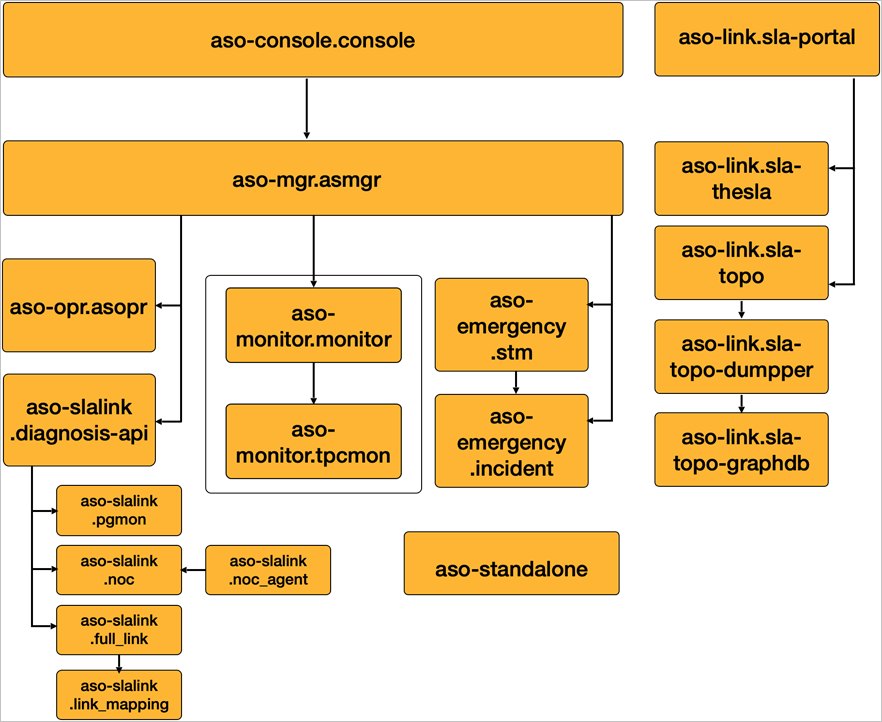 aso-console.console
aso-link.sla-portal
aso-mgr.asmgr
aso-link.sla-
thesla
aso-link.sla-
topo
aso-opr.asopr
aso-
monitor.monitor
aso-
emergency
.stm
aso-link.sla-
topo-dumpper
aso-slalink
.diagnosis-api
aso-
monitor.tpcmon
aso-
emergency
.incident
aso-link.sla-
topo-graphdb
aso-slalink
.pgmon
aso-slalink
.noc
aso-slalink
.noc_agent
aso-standalone
aso-slalink
.full_link
aso-slalink
.link_mapping